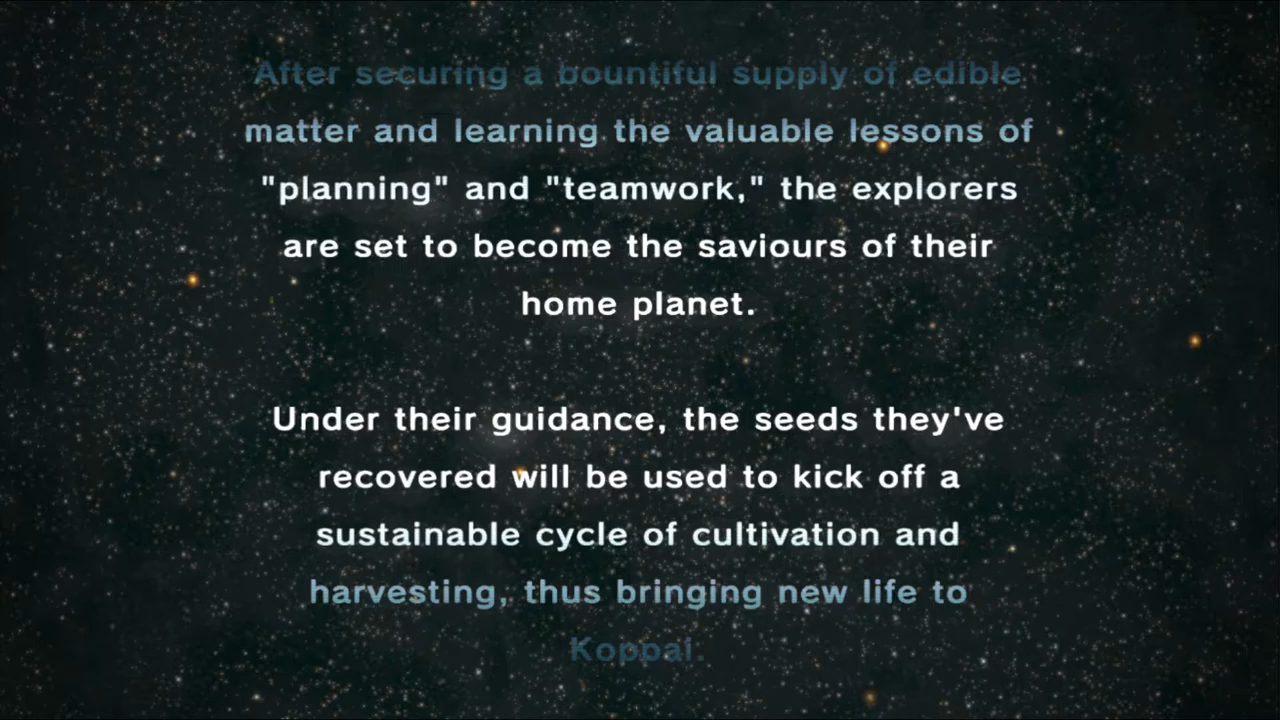 After securing a bountiful supply of edible
matter and learning the valuable lessons of
"planning" and "teamwork," the explorers
are set to become the saviours of their
home planet.
Under their guidance, the seeds they've
recovered will be used to kick off a
sustainable cycle of cultivation and
harvesting, thus bringing new life to
Koppai.